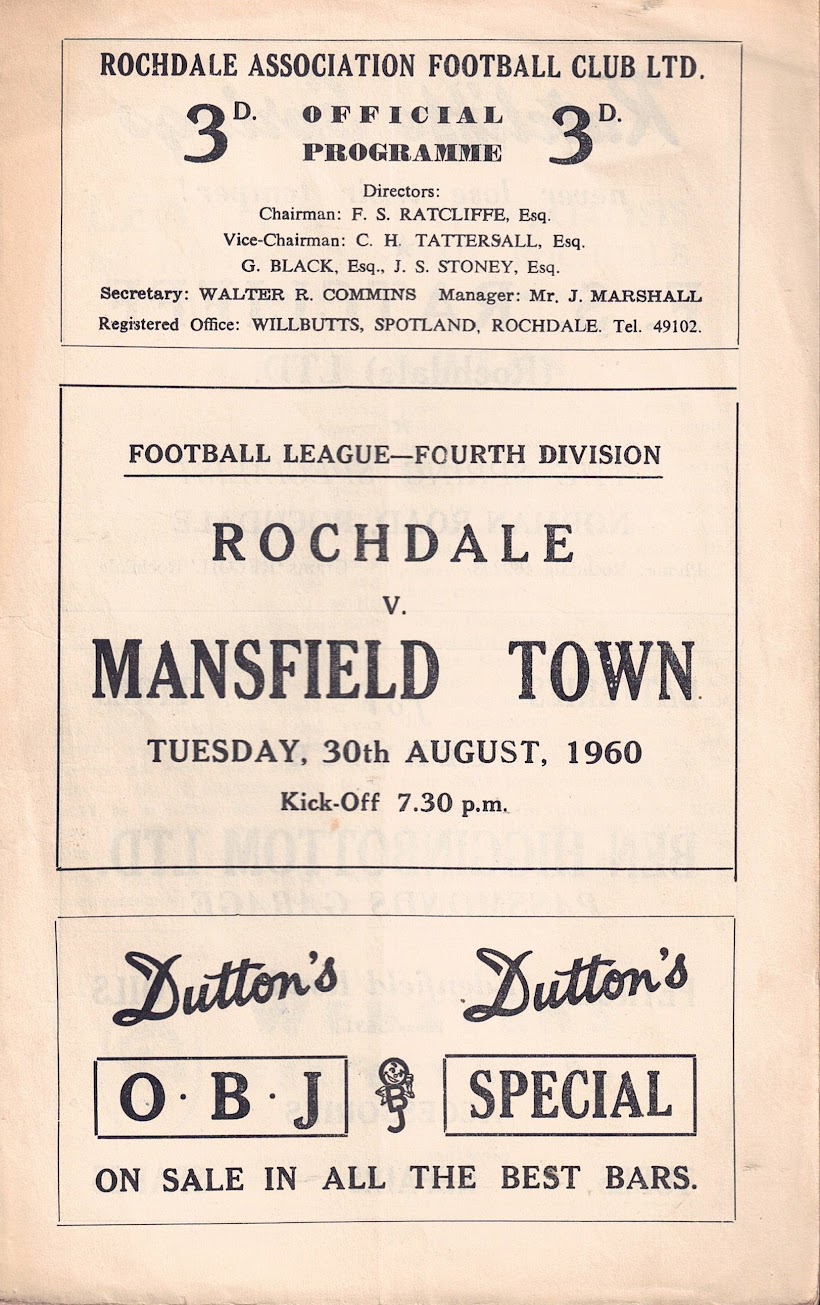 ROCHDALE ASSOCIATION FOOTBALL CLUB LTD.
3D. OFFICIAL 3D.
PROGRAMME
Directors:
Chairman: F. S. RATCLIFFE, Esq.
Vice-Chairman: C. H. TATTERSALL, Esq.
G. BLACK, Esq., J. S. STONEY, Esq.
Secretary: WALTER R. COMMINS Manager: Mr. J. MARSHALL
Registered Office: WILLBUTTS, SPOTLAND, ROCHDALE. Tel. 49102.
FOOTBALL LEAGUE—FOURTH DIVISION
ROCHDALE
V.
MANSFIELD TOWN
TUESDAY, 30th AUGUST, 1960
Kick-Off 7.30 p.m.
Dutton's Dutton's
O·B·J OBJ SPECIAL
ON SALE IN ALL THE BEST BARS.